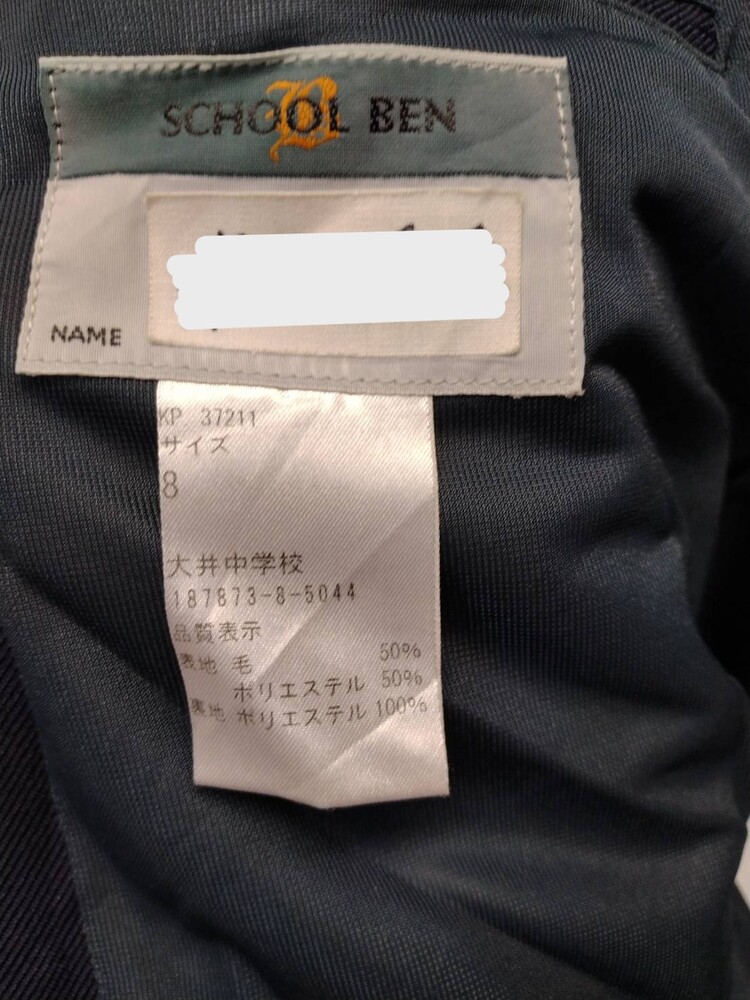 SCHOOL BEN
NAME
KP 37211
サイズ
8
大井中学校
187873-8-5044
品質表示
表地 毛 50%
ポリエステル 50%
表地 ポリエステル 100%